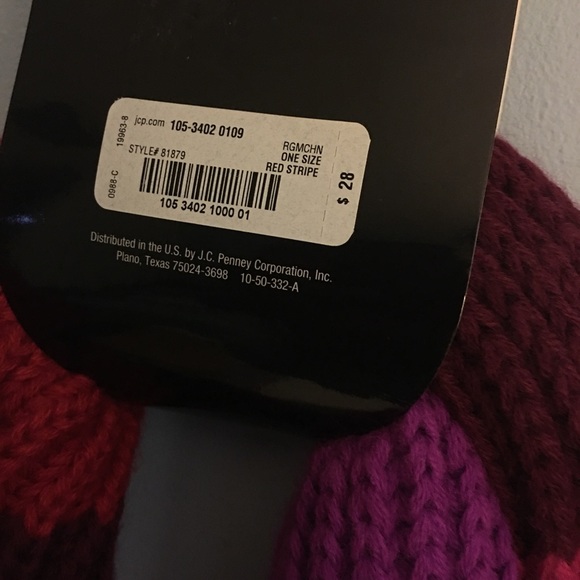 jcp.com 105-3402 0109
19963-8
RGMCHN
STYLE# 81879
ONE SIZE
RED STRIPE
$ 28
0988-C
105 3402 1000 01
Distributed in the U.S. by J.C. Penney Corporation, Inc.
Plano, Texas 75024-3698 10-50-332-A